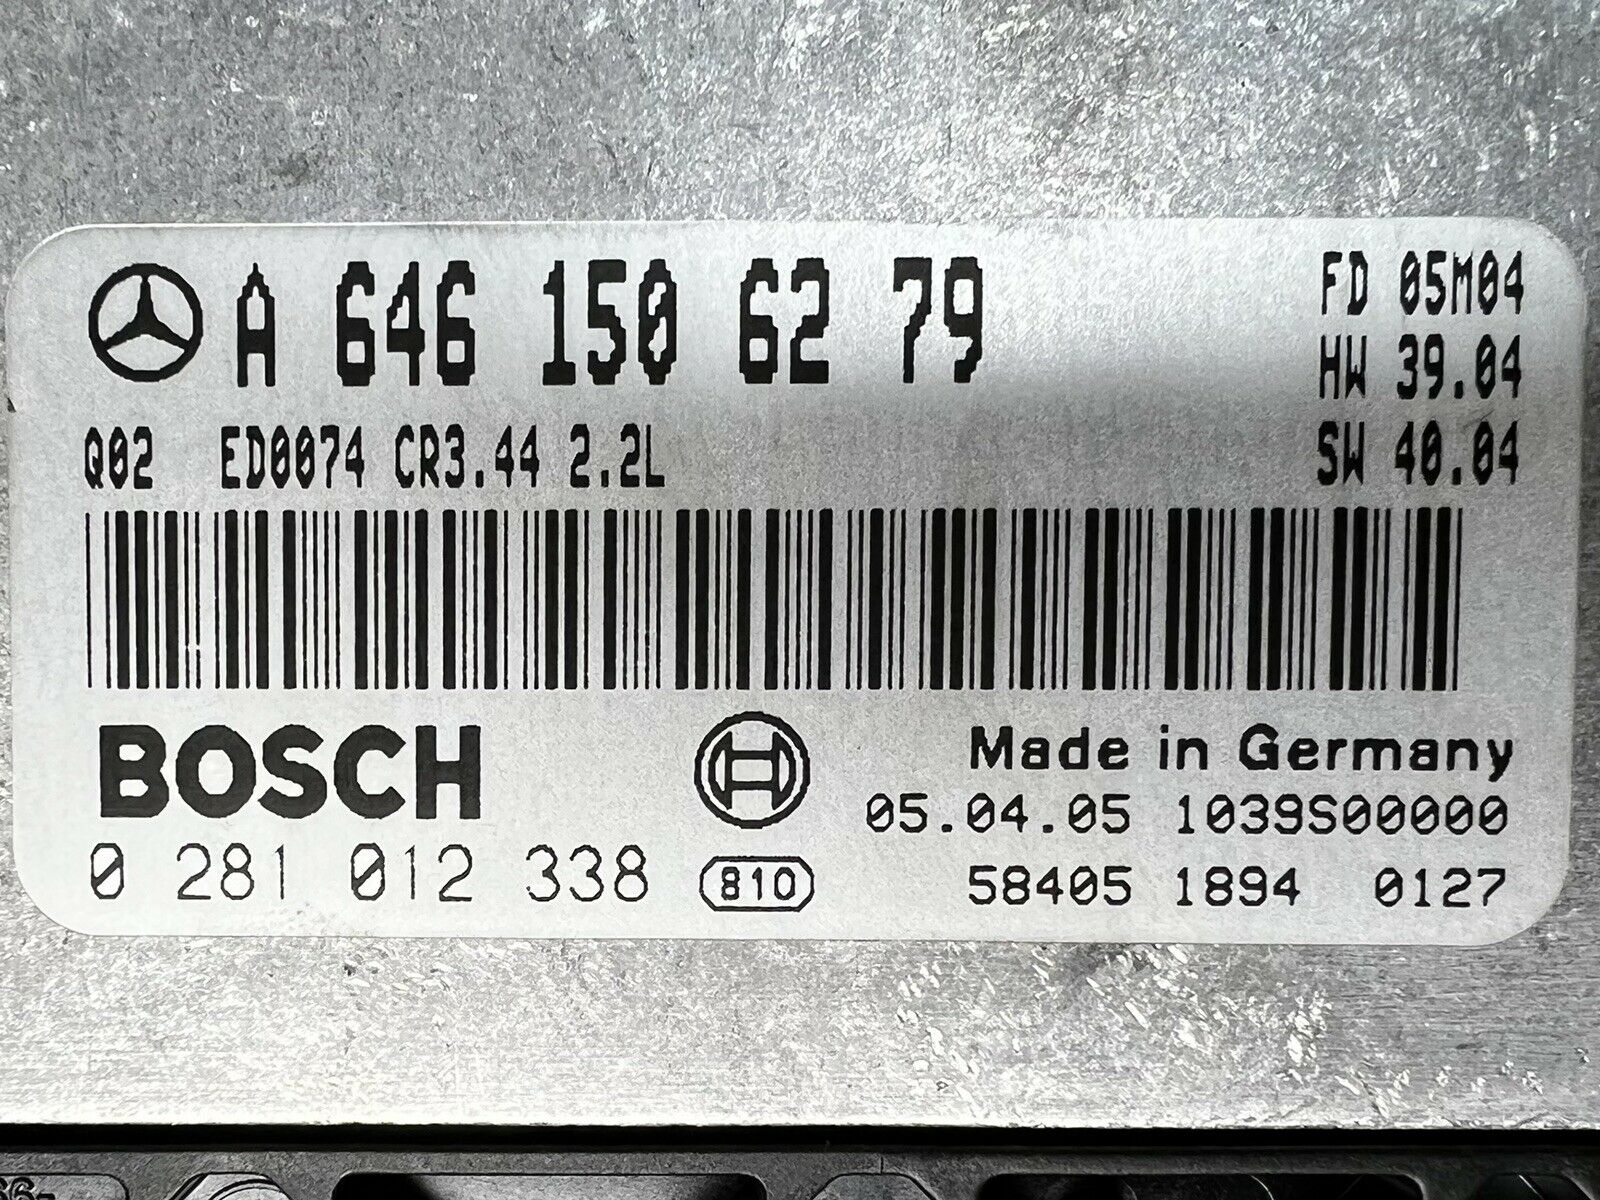 A 646 150 62 79
FD 05M04
HW 39.04
Q02 ED0074 CR3.44 2.2L
SW 40.04
BOSCH
Made in Germany
05.04.05 1039S00000
0 281 012 338
810
58405 1894 0127
66-